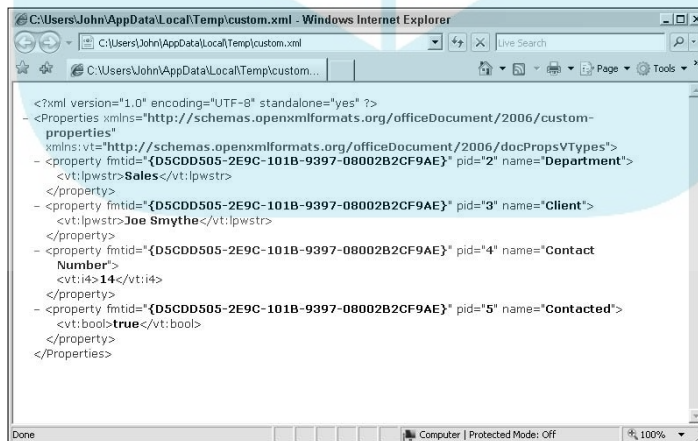 C:\Users\John\AppData\Local\Temp\custom.xml - Windows Internet Explorer
C:\Users\John\AppData\Local\Temp\custom.xml
Live Search
C:\Users\John\AppData\Local\Temp\custom...
Page
Tools
<?xml version="1.0" encoding="UTF-8" standalone="yes" ?>
- <Properties xmlns="http://schemas.openxmlformats.org/officeDocument/2006/custom-
properties"
xmlns:vt="http://schemas.openxmlformats.org/officeDocument/2006/docPropsVTypes">
- <property fmtid="{D5CDD505-2E9C-101B-9397-08002B2CF9AE}" pid="2" name="Department">
<vt:lpwstr>Sales</vt:lpwstr>
</property>
- <property fmtid="{D5CDD505-2E9C-101B-9397-08002B2CF9AE}" pid="3" name="Client">
<vt:lpwstr>Joe Smythe</vt:lpwstr>
</property>
- <property fmtid="{D5CDD505-2E9C-101B-9397-08002B2CF9AE}" pid="4" name="Contact
Number">
<vt:i4>14</vt:i4>
</property>
- <property fmtid="{D5CDD505-2E9C-101B-9397-08002B2CF9AE}" pid="5" name="Contacted">
<vt:bool>true</vt:bool>
</property>
</Properties>
Done
Computer | Protected Mode: Off
100%